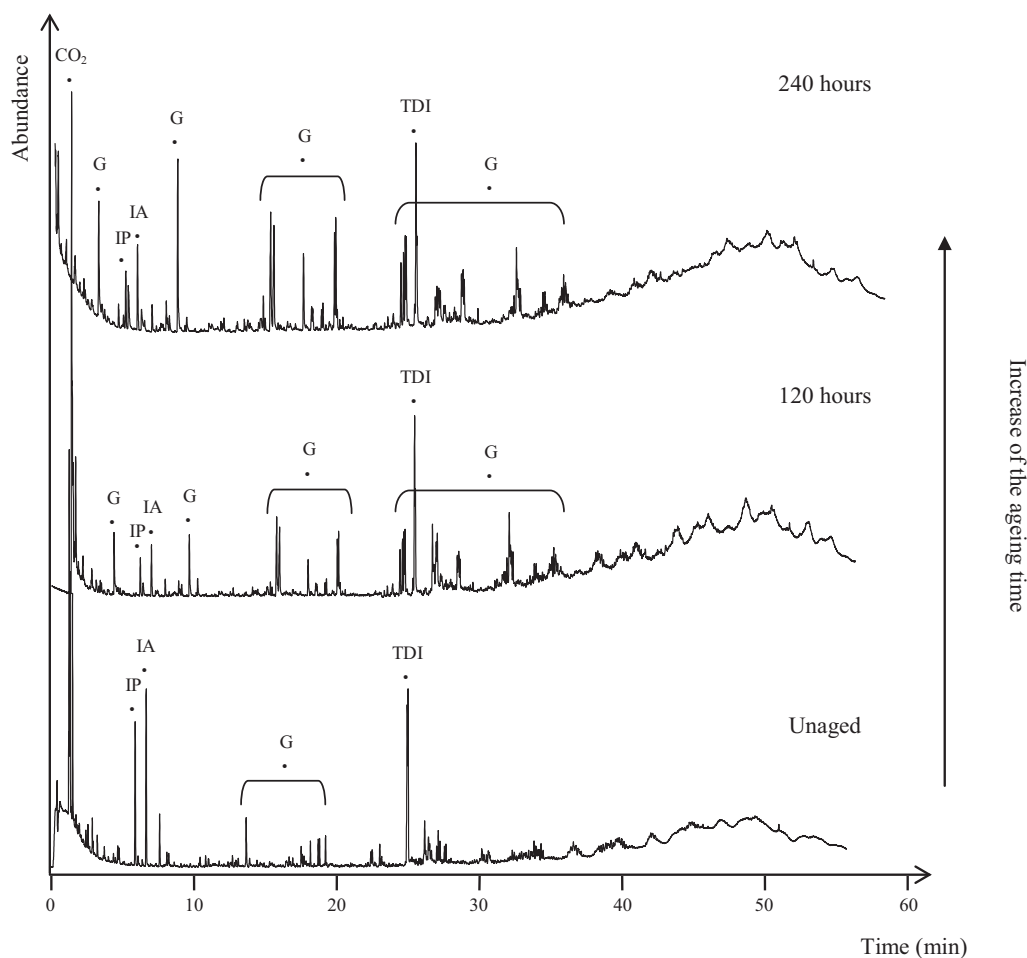 Abundance
CO₂
240 hours
G
IP
IA
G
G
TDI
G
120 hours
G
IP
IA
G
G
TDI
G
Unaged
IP
IA
G
TDI
Increase of the ageing time
0 10 20 30 40 50 60
Time (min)